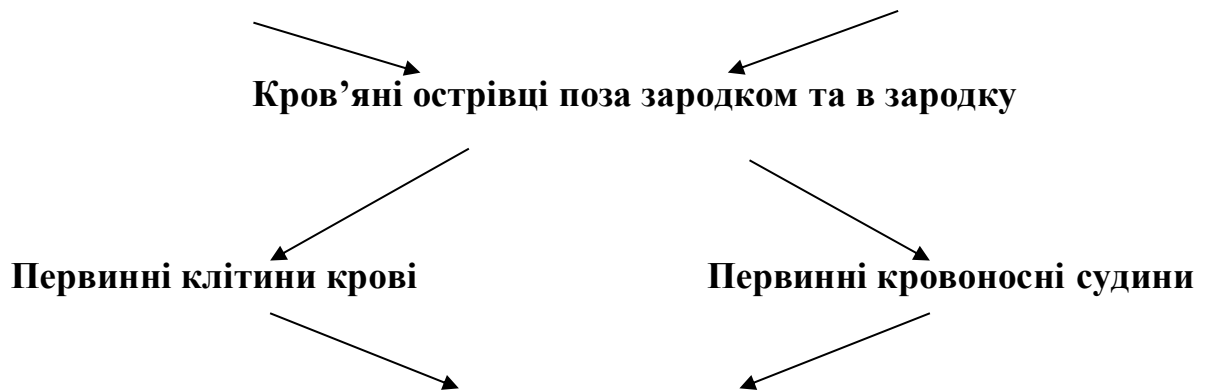 Кров’яні острівці поза зародком та в зародку
Первинні клітини крові
Первинні кровоносні судини